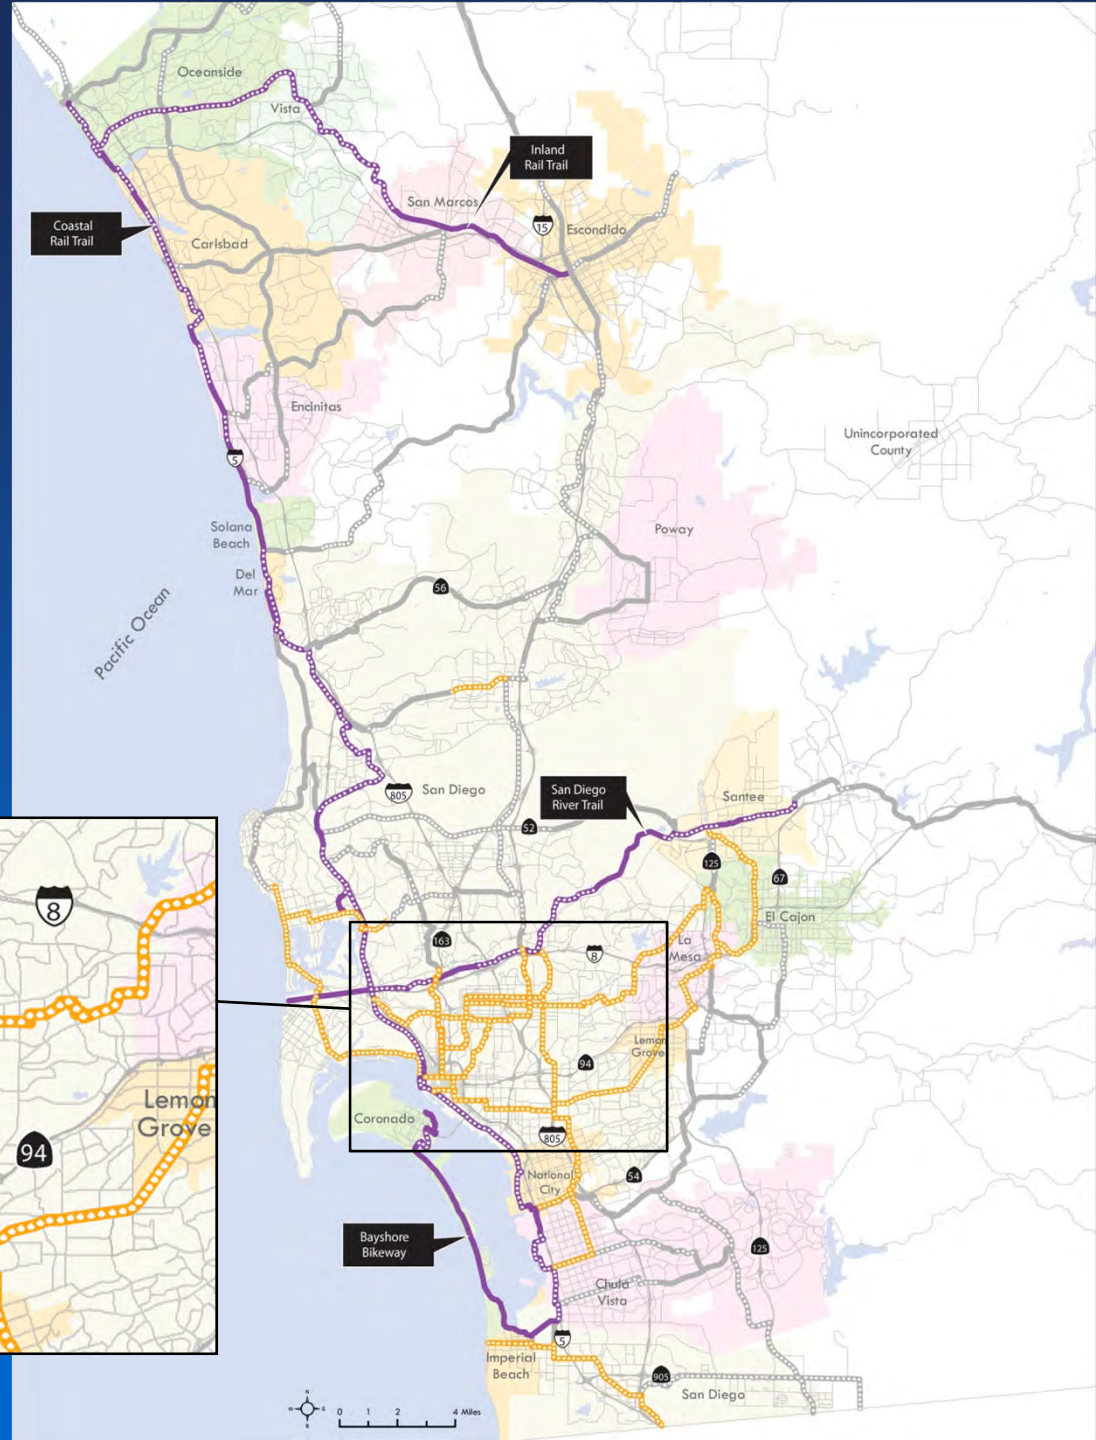 Oceanside
Vista
Inland
Rail Trail
San Marcos
15
Escondido
Coastal
Rail Trail
Carlsbad
Encinitas
5
Unincorporated
County
Solana
Beach
Poway
Del
Mar
56
Pacific Ocean
San Diego
805
San Diego
River Trail
Santee
52
125
67
8
El Cajon
163
8
La
Mesa
Lemon
Grove
94
Lemon
Grove
94
Coronado
805
National
City
54
Bayshore
Bikeway
125
Chula
Vista
5
Imperial
Beach
905
San Diego
N
0 1 2 4 Miles